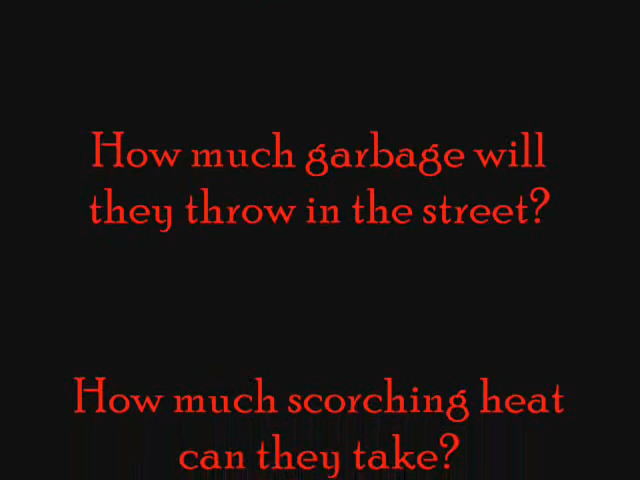 How much garbage will
they throw in the street?
How much scorching heat
can they take?